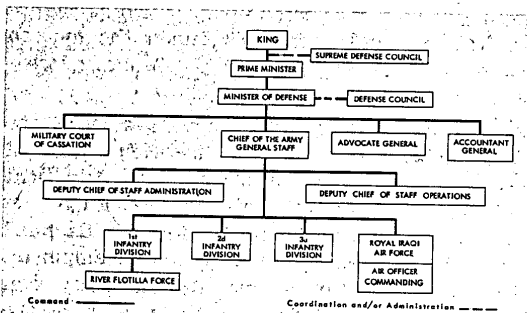 KING
SUPREME DEFENSE COUNCIL
PRIME MINISTER
MINISTER OF DEFENSE
DEFENSE COUNCIL
MILITARY COURT
OF CASSATION
CHIEF OF THE ARMY
GENERAL STAFF
ADVOCATE GENERAL
ACCOUNTANT
GENERAL
DEPUTY CHIEF OF STAFF ADMINISTRATION
DEPUTY CHIEF OF STAFF OPERATIONS
1st
INFANTRY
DIVISION
2d
INFANTRY
DIVISION
3d
INFANTRY
DIVISION
ROYAL IRAQI
AIR FORCE
AIR OFFICER
COMMANDING
RIVER FLOTILLA FORCE
Command
Coordination and/or Administration